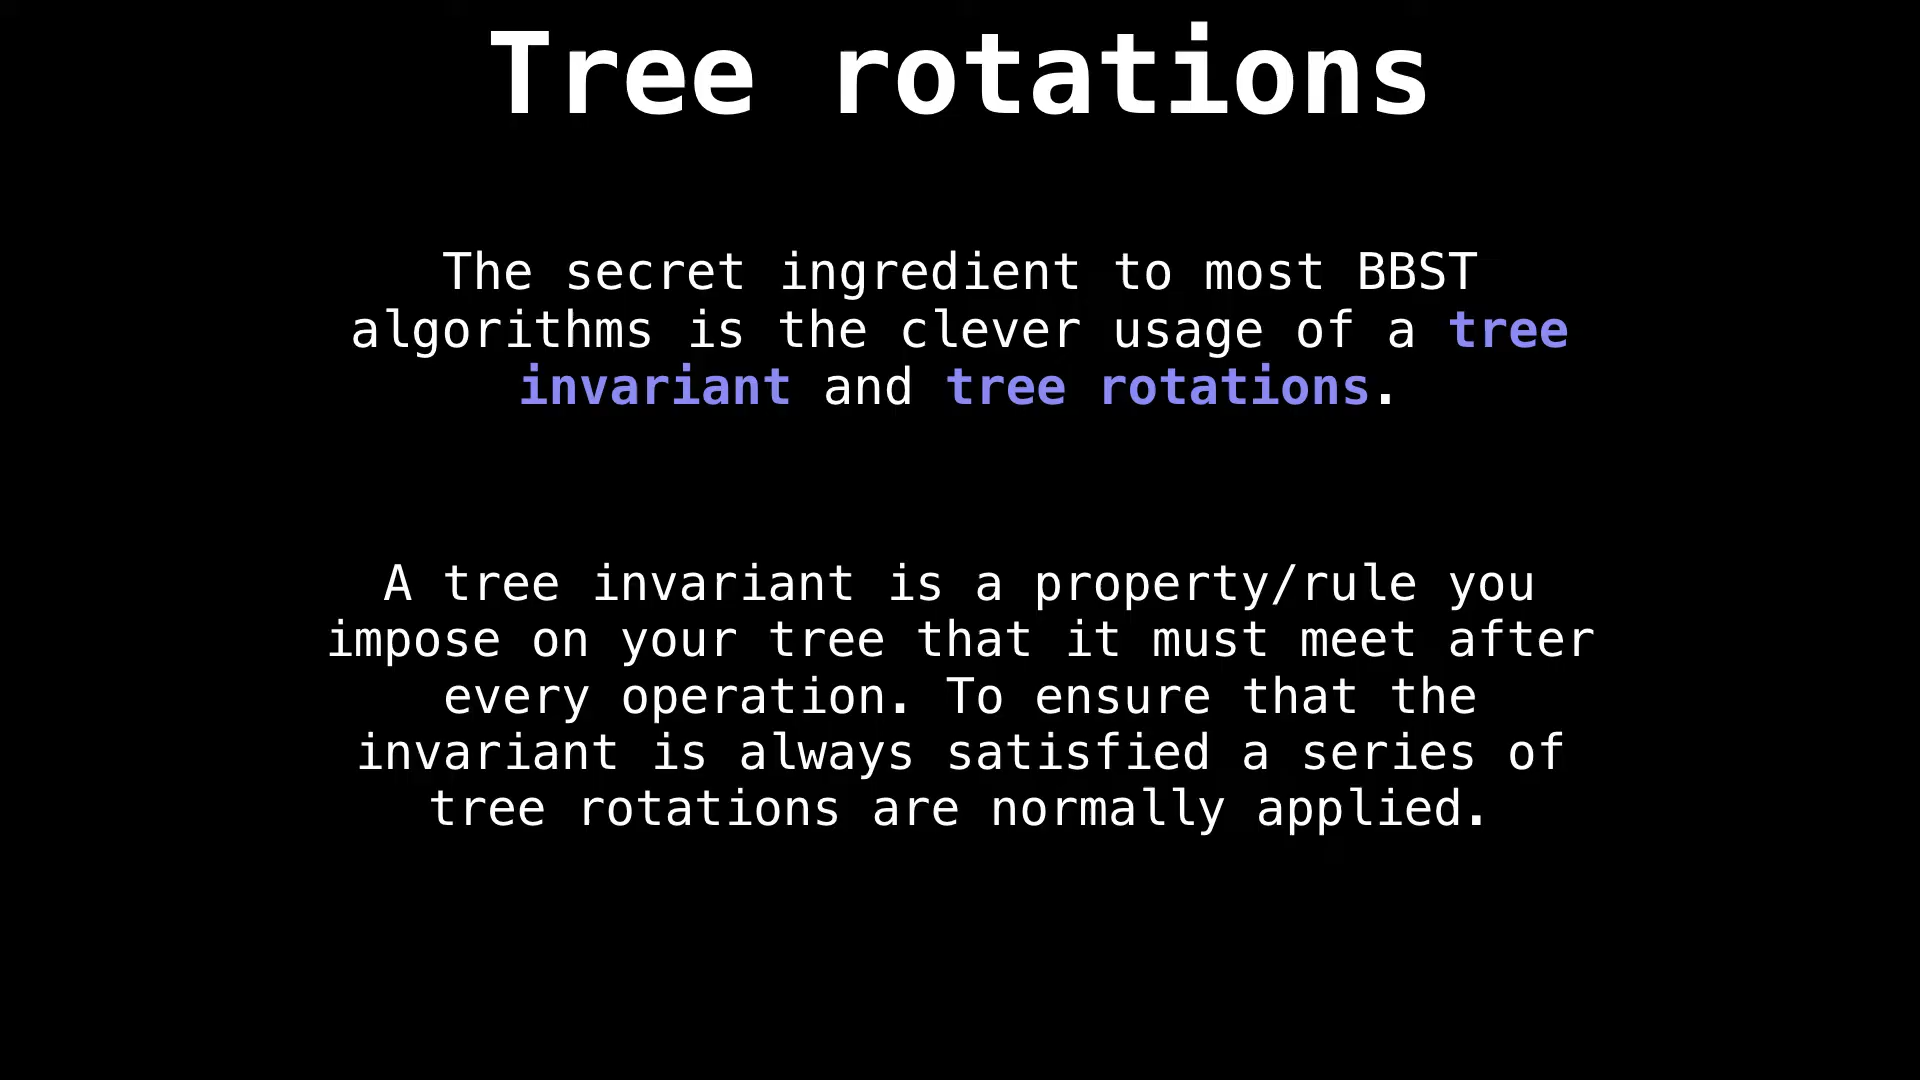 Tree rotations
The secret ingredient to most BBST
algorithms is the clever usage of a tree
invariant and tree rotations.
A tree invariant is a property/rule you
impose on your tree that it must meet after
every operation. To ensure that the
invariant is always satisfied a series of
tree rotations are normally applied.